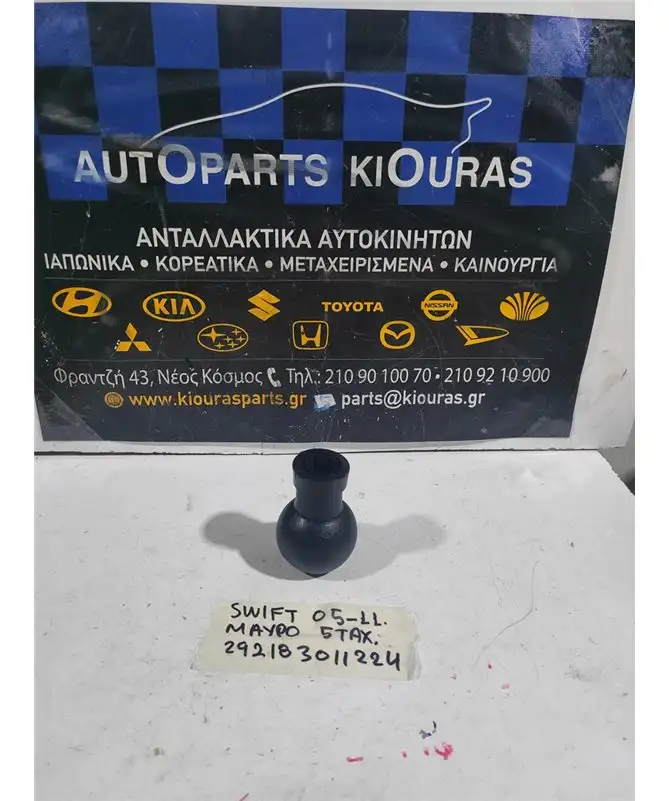 AUTOPARTS KIOURAS
ΑΝΤΑΛΛΑΚΤΙΚΑ ΑΥΤΟΚΙΝΗΤΩΝ
ΙΑΠΩΝΙΚΑ • ΚΟΡΕΑΤΙΚΑ • ΜΕΤΑΧΕΙΡΙΣΜΕΝΑ • ΚΑΙΝΟΥΡΓΙΑ
KIA TOYOTA NISSAN
Φραντζή 43, Νέος Κόσμος Τηλ.: 210 90 100 70 • 210 92 10 900
www.kiourasparts.gr parts@kiouras.gr
SWIFT 05-11.
ΜΑΥΡΟ 5ΤΑΧ.
292183011224